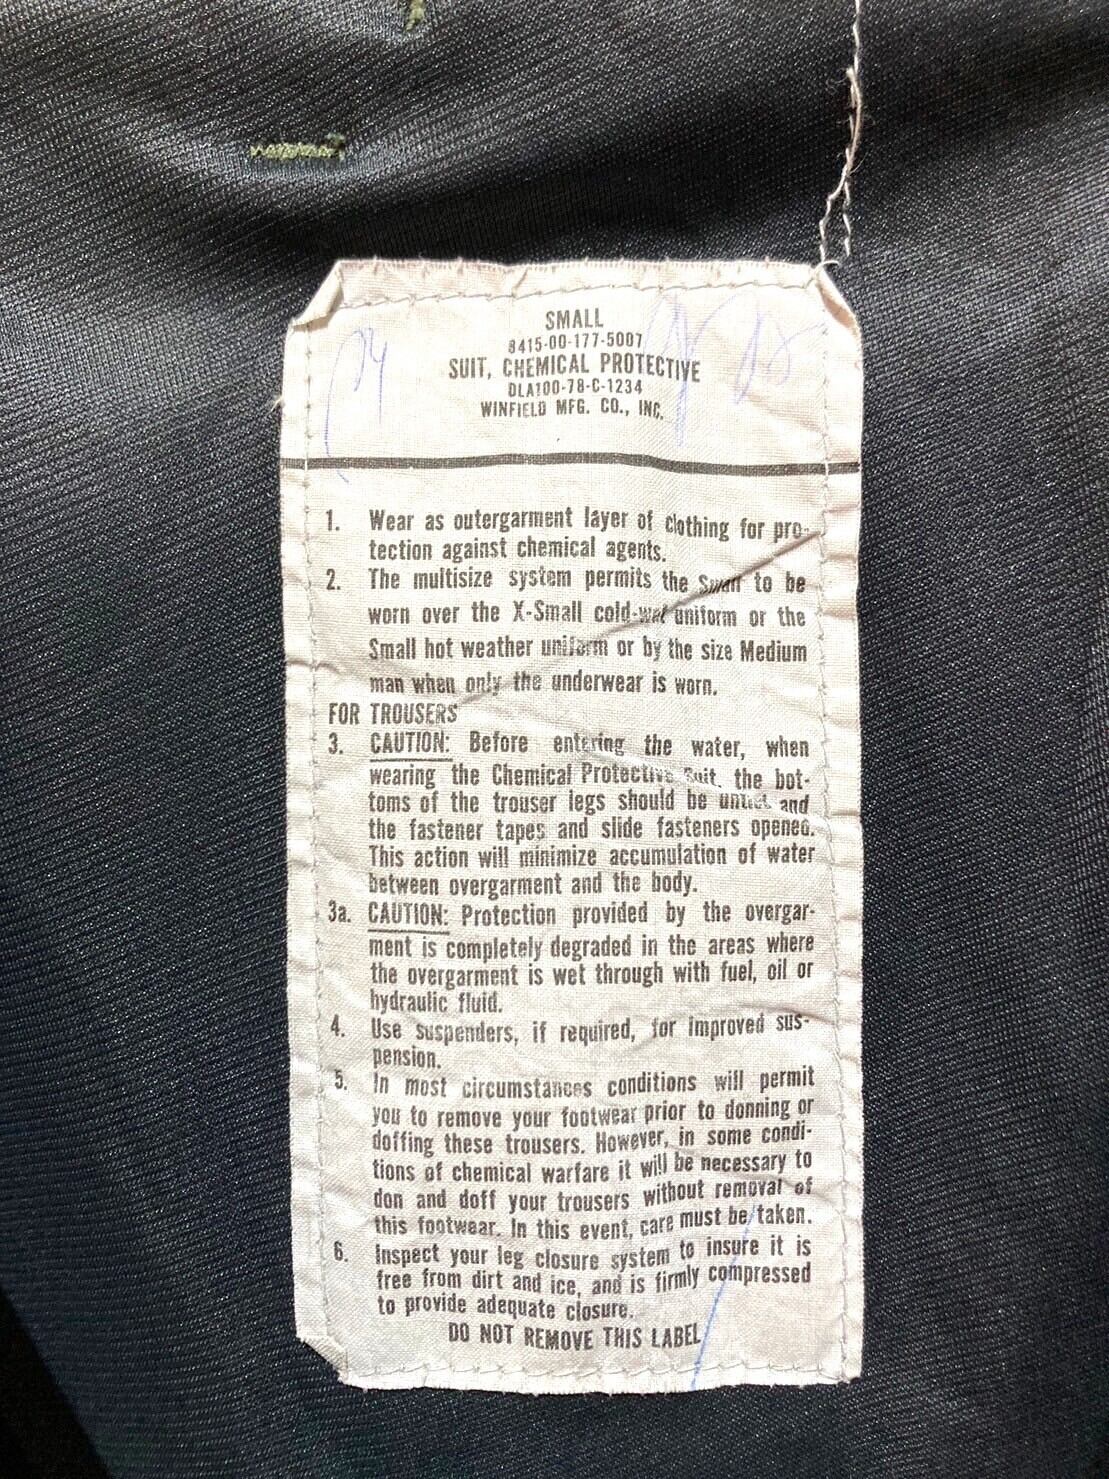 SMALL
8415-00-177-5007
SUIT, CHEMICAL PROTECTIVE
DLA100-78-C-1234
WINFIELD MFG. CO., INC.
1. Wear as outergarment layer of clothing for pro-
tection against chemical agents.
2. The multisize system permits the Small to be
worn over the X-Small cold-wet uniform or the
Small hot weather uniform or by the size Medium
man when only the underwear is worn.
FOR TROUSERS
3. CAUTION: Before entering the water, when
wearing the Chemical Protective Suit, the bot-
toms of the trouser legs should be untied and
the fastener tapes and slide fasteners opened.
This action will minimize accumulation of water
between overgarment and the body.
3a. CAUTION: Protection provided by the overgar-
ment is completely degraded in the areas where
the overgarment is wet through with fuel, oil or
hydraulic fluid.
4. Use suspenders, if required, for improved sus-
pension.
5. In most circumstances conditions will permit
you to remove your footwear prior to donning or
doffing these trousers. However, in some condi-
tions of chemical warfare it will be necessary to
don and doff your trousers without removal of
this footwear. In this event, care must be taken.
6. Inspect your leg closure system to insure it is
free from dirt and ice, and is firmly compressed
to provide adequate closure.
DO NOT REMOVE THIS LABEL